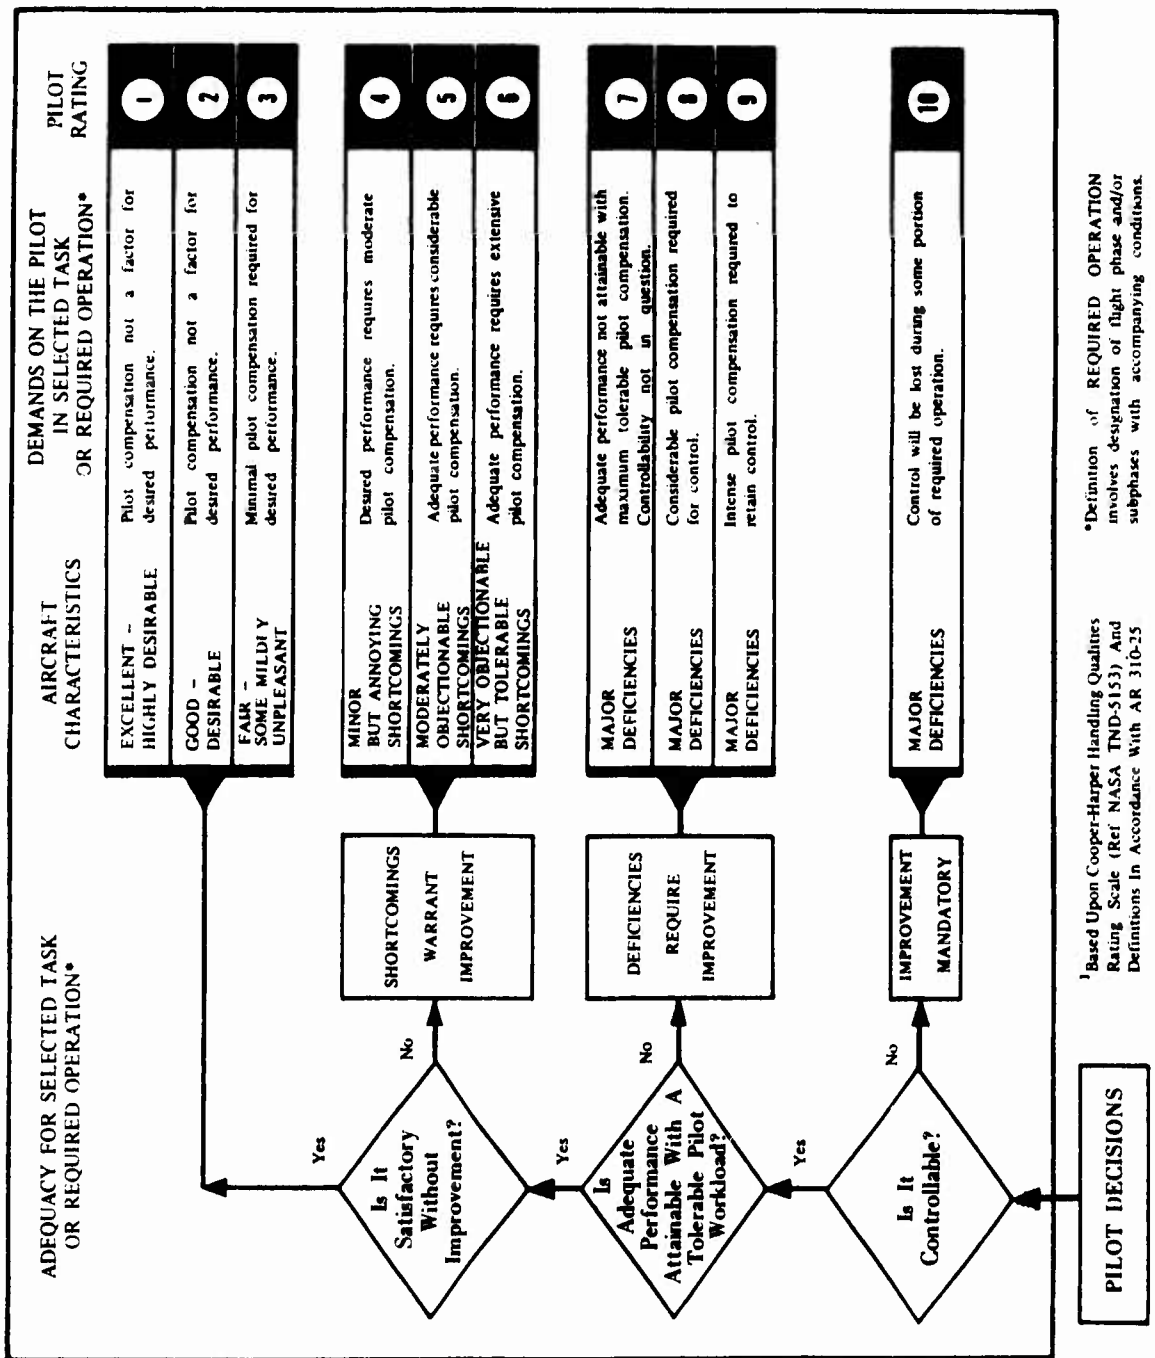 ADEQUACY FOR SELECTED TASK
OR REQUIRED OPERATION*
AIRCRAFT
CHARACTERISTICS
DEMANDS ON THE PILOT
IN SELECTED TASK
OR REQUIRED OPERATION*
PILOT
RATING
EXCELLENT –
HIGHLY DESIRABLE
Pilot compensation not a factor for
desired performance.
1
GOOD –
DESIRABLE
Pilot compensation not a factor for
desired performance.
2
FAIR –
SOME MILDLY
UNPLEASANT
Minimal pilot compensation required for
desired performance.
3
Yes
Is It
Satisfactory
Without
Improvement?
No
SHORTCOMINGS
WARRANT
IMPROVEMENT
MINOR
BUT ANNOYING
SHORTCOMINGS
Desired performance requires moderate
pilot compensation.
4
MODERATELY
OBJECTIONABLE
SHORTCOMINGS
Adequate performance requires considerable
pilot compensation.
5
VERY OBJECTIONABLE
BUT TOLERABLE
SHORTCOMINGS
Adequate performance requires extensive
pilot compensation.
6
Yes
Is
Adequate
Performance
Attainable With A
Tolerable Pilot
Workload?
No
DEFICIENCIES
REQUIRE
IMPROVEMENT
MAJOR
DEFICIENCIES
Adequate performance not attainable with
maximum tolerable pilot compensation.
Controllability not in question.
7
MAJOR
DEFICIENCIES
Considerable pilot compensation required
for control.
8
MAJOR
DEFICIENCIES
Intense pilot compensation required to
retain control.
9
Yes
Is It
Controllable?
No
IMPROVEMENT
MANDATORY
MAJOR
DEFICIENCIES
Control will be lost during some portion
of required operation.
10
PILOT DECISIONS
Based Upon Cooper-Harper Handling Qualities
Rating Scale (Ref NASA TND-5153) And
Definitions In Accordance With AR 310-25
*Definition of REQUIRED OPERATION
involves designation of flight phase and/or
subphases with accompanying conditions.